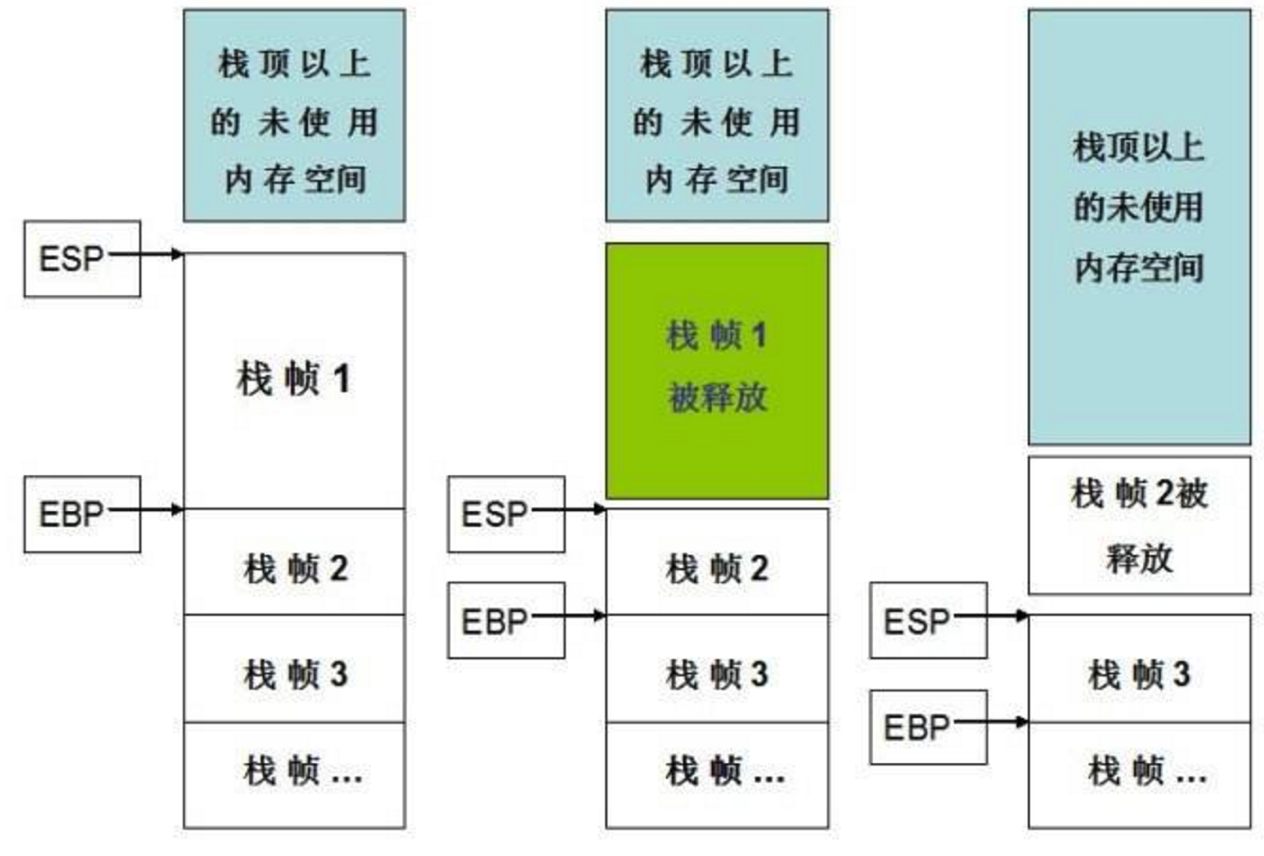 栈顶以上
的未使用
内存空间
ESP
栈帧1
EBP
栈帧2
栈帧3
栈帧...
栈顶以上
的未使用
内存空间
栈帧1
被释放
ESP
栈帧2
EBP
栈帧3
栈帧...
栈顶以上
的未使用
内存空间
栈帧2被
释放
ESP
栈帧3
EBP
栈帧...